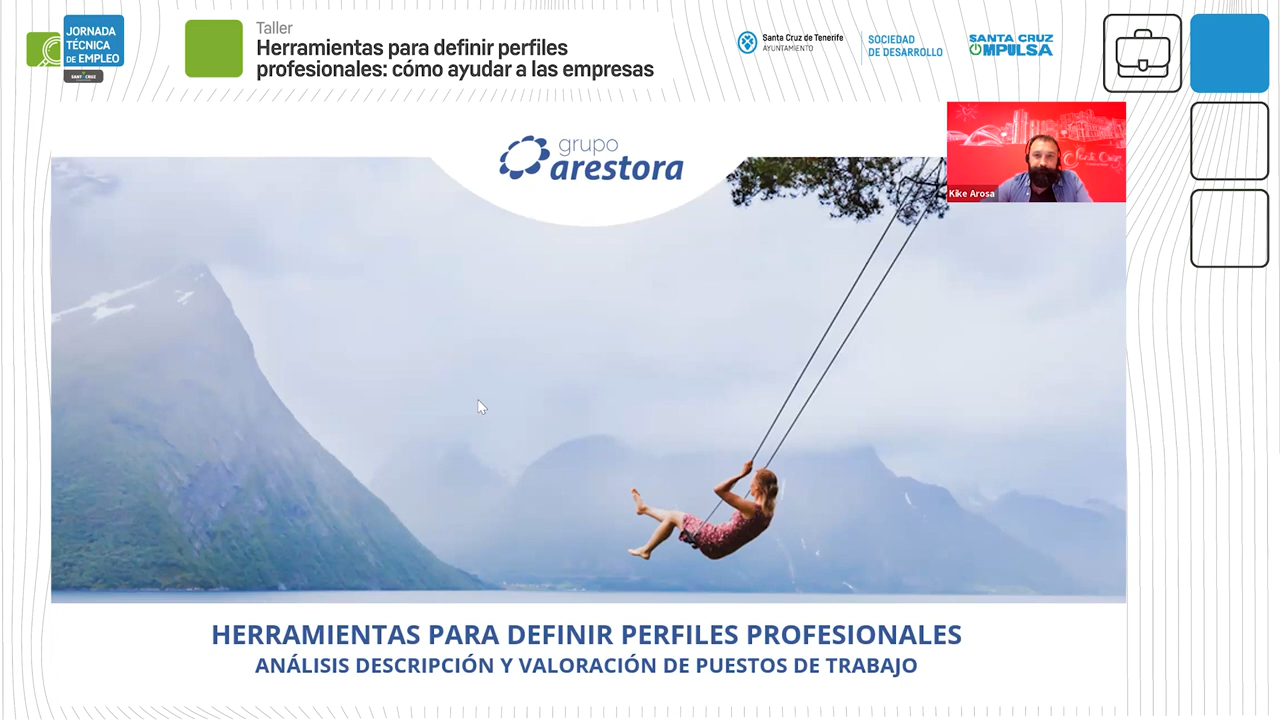 JORNADA
TÉCNICA
DE EMPLEO
Taller
Herramientas para definir perfiles
profesionales: cómo ayudar a las empresas
Santa Cruz de Tenerife
AYUNTAMIENTO
SOCIEDAD
DE DESARROLLO
SANTA CRUZ
MPULSA
grupo
arestora
Kike Arosa
HERRAMIENTAS PARA DEFINIR PERFILES PROFESIONALES
ANÁLISIS DESCRIPCIÓN Y VALORACIÓN DE PUESTOS DE TRABAJO